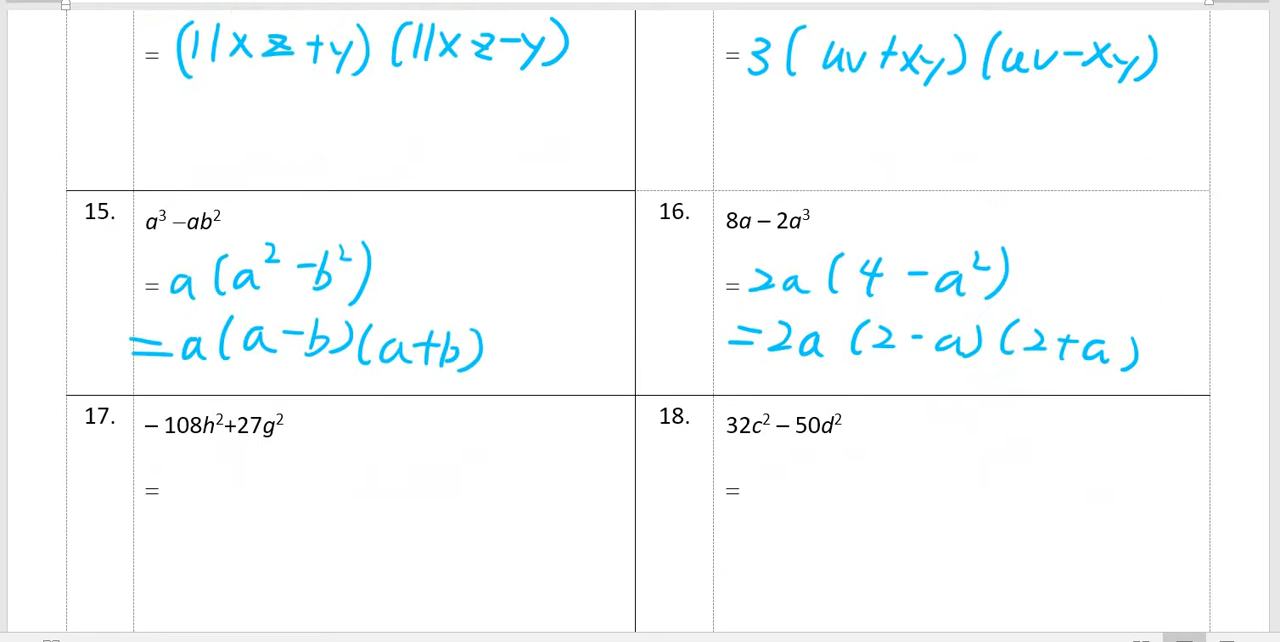 = (11xz+y)(11xz-y)
= 3(uv+xy)(uv-xy)
15. a³ –ab²
= a(a²-b²)
= a(a-b)(a+b)
16. 8a – 2a³
= 2a(4-a²)
= 2a(2-a)(2+a)
17. – 108h²+27g²
=
18. 32c² – 50d²
=